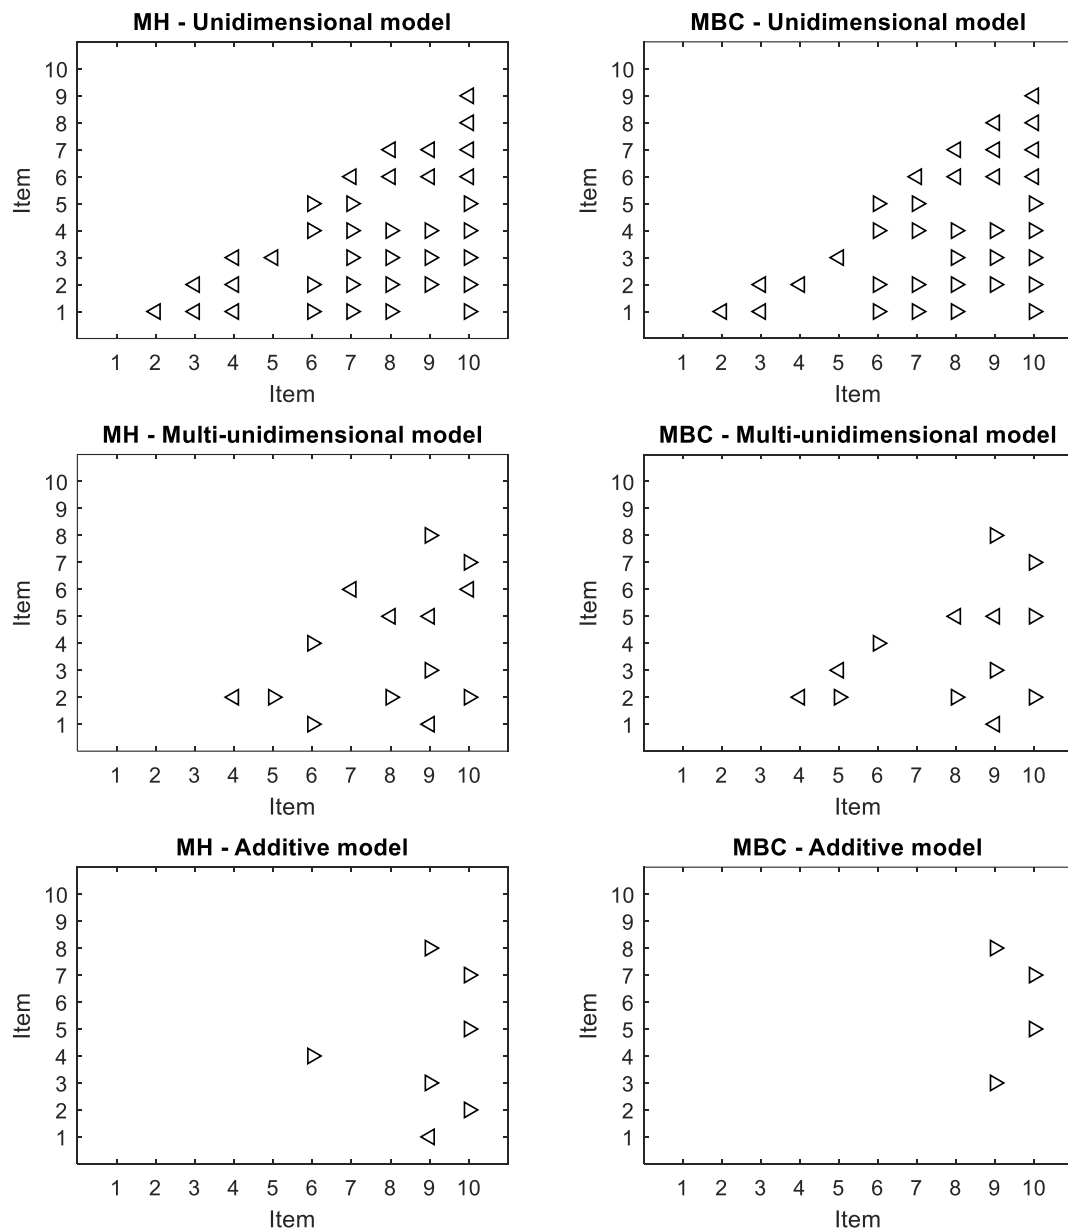 MH - Unidimensional model
10
9
8
7
6
5
4
3
2
1
Item
1 2 3 4 5 6 7 8 9 10
Item
MBC - Unidimensional model
10
9
8
7
6
5
4
3
2
1
Item
1 2 3 4 5 6 7 8 9 10
Item
MH - Multi-unidimensional model
10
9
8
7
6
5
4
3
2
1
Item
1 2 3 4 5 6 7 8 9 10
Item
MBC - Multi-unidimensional model
10
9
8
7
6
5
4
3
2
1
Item
1 2 3 4 5 6 7 8 9 10
Item
MH - Additive model
10
9
8
7
6
5
4
3
2
1
Item
1 2 3 4 5 6 7 8 9 10
Item
MBC - Additive model
10
9
8
7
6
5
4
3
2
1
Item
1 2 3 4 5 6 7 8 9 10
Item